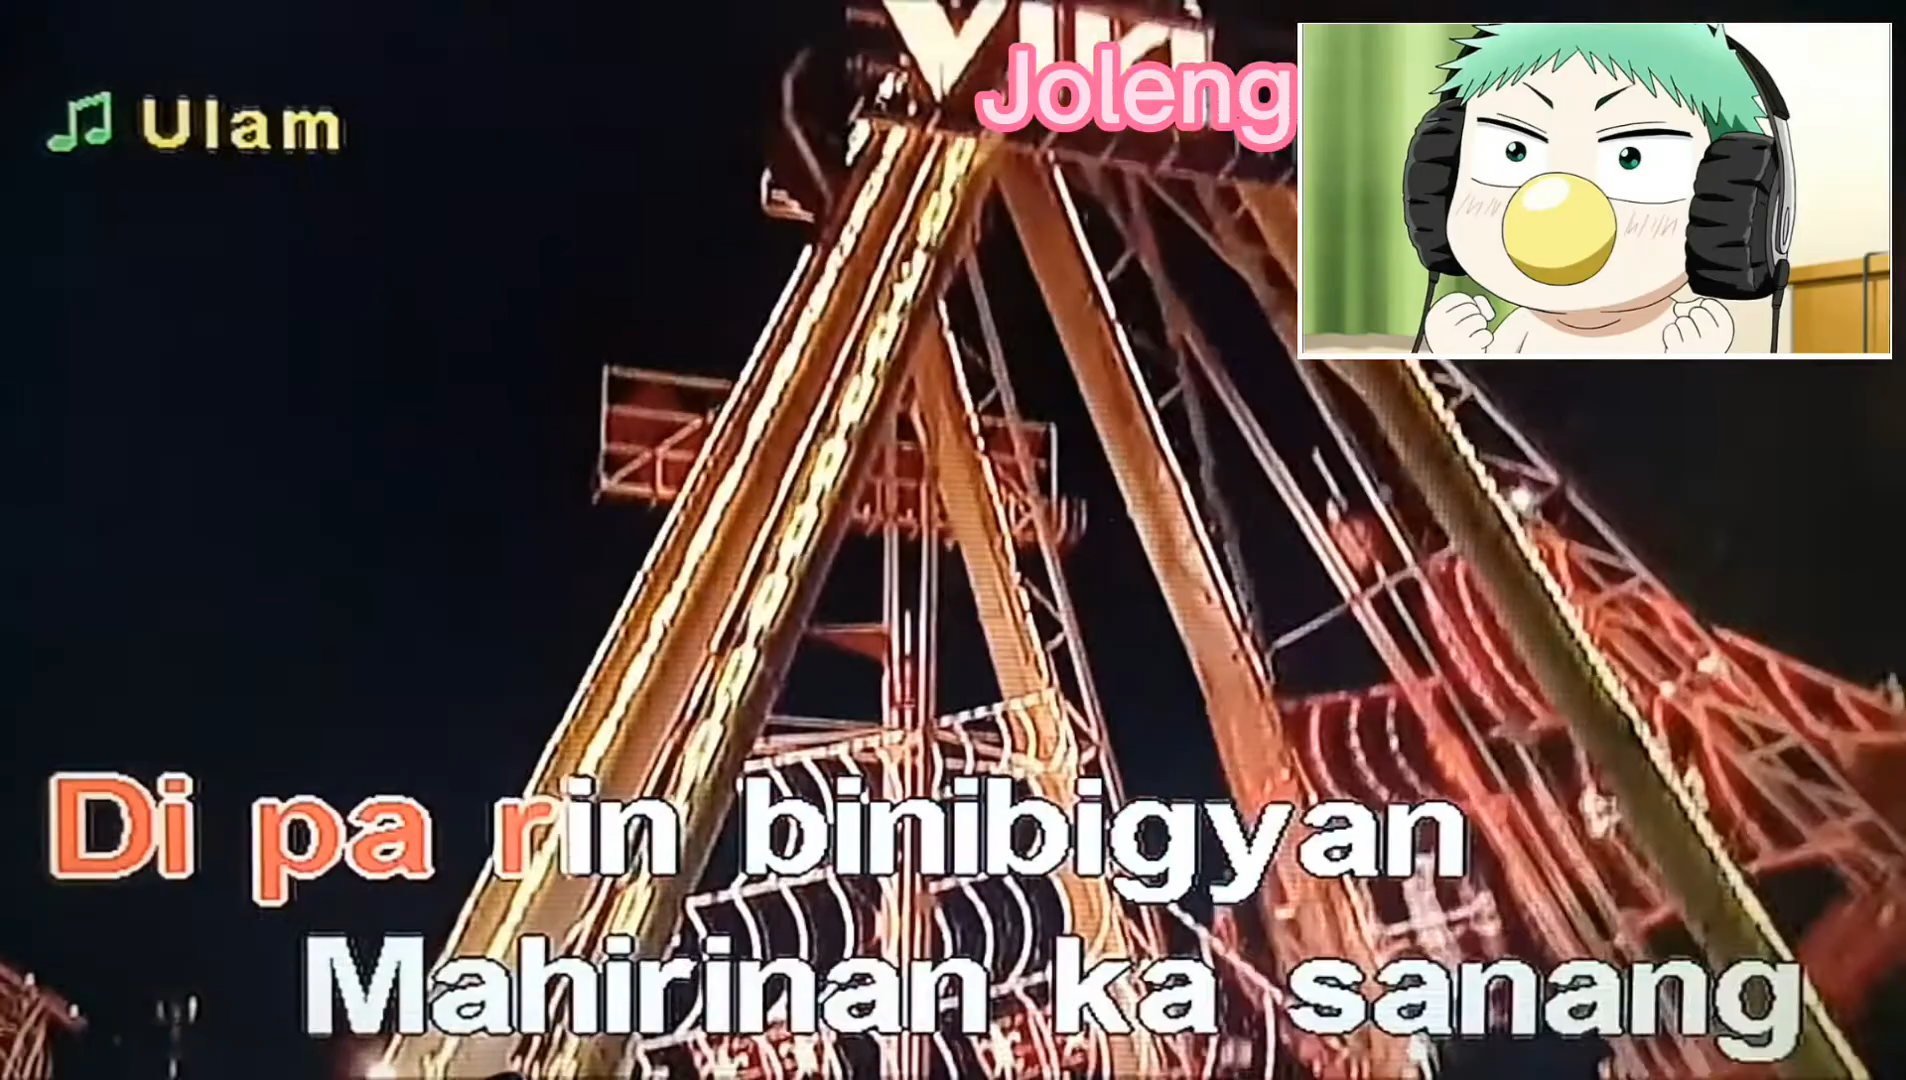 Joleng
Ulam
Di pa rin binibigyan
Mahirinan ka sanang